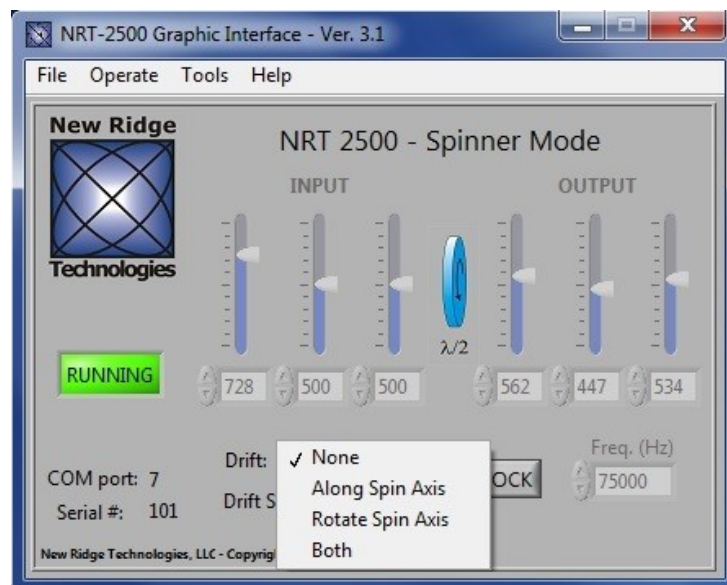 NRT-2500 Graphic Interface - Ver. 3.1
File Operate Tools Help
New Ridge
Technologies
NRT 2500 - Spinner Mode
INPUT OUTPUT
λ/2
RUNNING
728 500 500 562 447 534
Drift: ✓ None
Along Spin Axis
Rotate Spin Axis
Both
Freq. (Hz)
75000
COM port: 7
Drift
Serial #: 101
New Ridge Technologies, LLC -